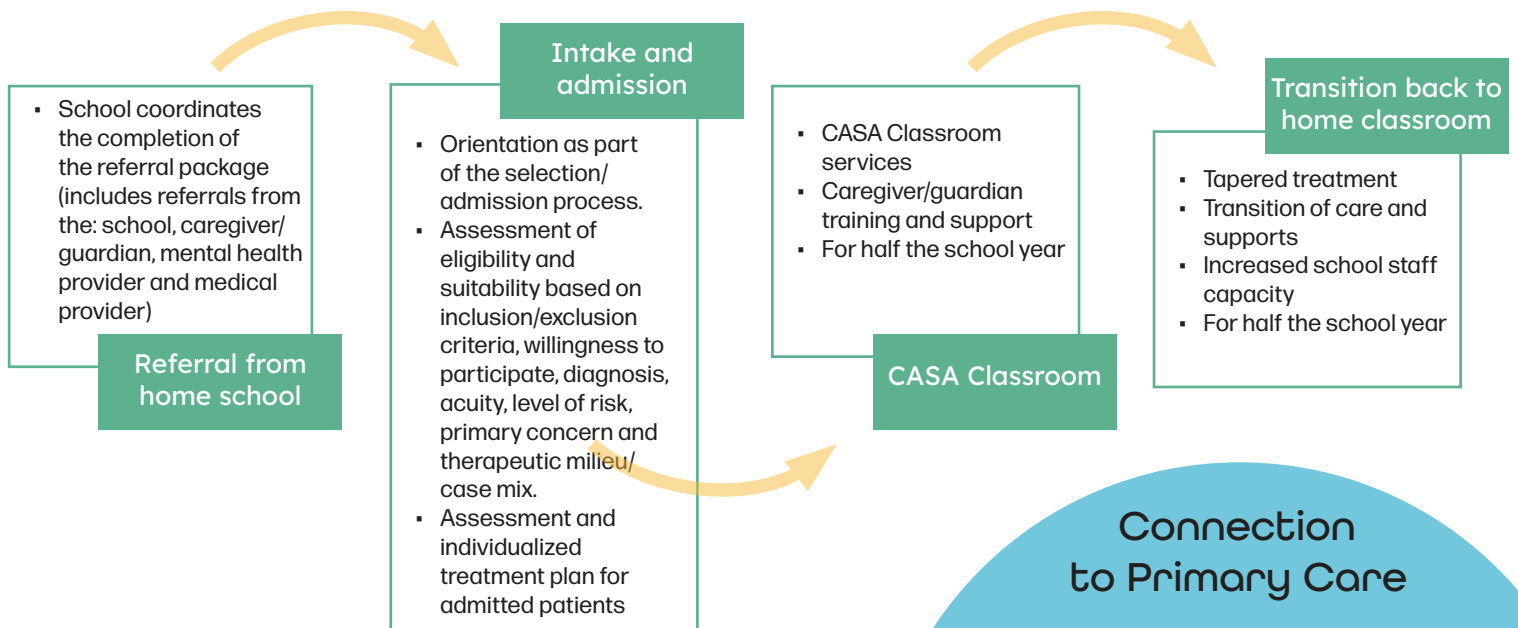 ▪ School coordinates
the completion of
the referral package
(includes referrals from
the: school, caregiver/
guardian, mental health
provider and medical
provider)
Referral from
home school
Intake and
admission
▪ Orientation as part
of the selection/
admission process.
▪ Assessment of
eligibility and
suitability based on
inclusion/exclusion
criteria, willingness to
participate, diagnosis,
acuity, level of risk,
primary concern and
therapeutic milieu/
case mix.
▪ Assessment and
individualized
treatment plan for
admitted patients
▪ CASA Classroom
services
▪ Caregiver/guardian
training and support
▪ For half the school year
CASA Classroom
Transition back to
home classroom
▪ Tapered treatment
▪ Transition of care and
supports
▪ Increased school staff
capacity
▪ For half the school year
Connection
to Primary Care